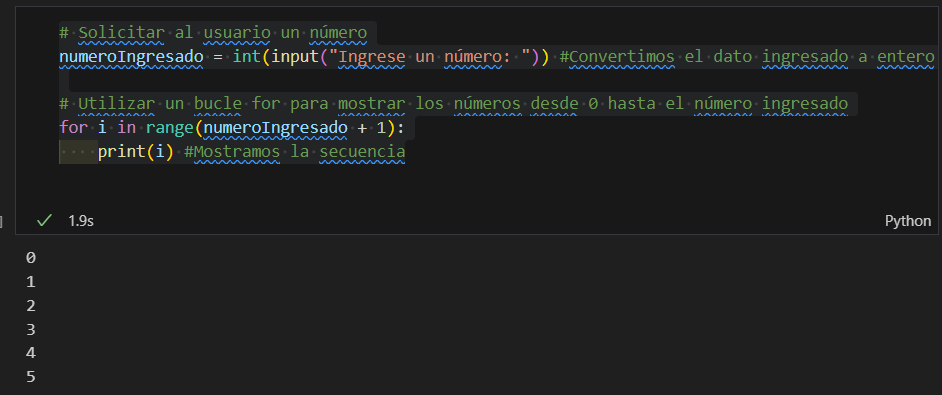 # Solicitar al usuario un número
numeroIngresado = int(input("Ingrese un número: ")) #Convertimos el dato ingresado a entero
# Utilizar un bucle for para mostrar los números desde 0 hasta el número ingresado
for i in range(numeroIngresado + 1):
    print(i) #Mostramos la secuencia
1.9s
Python
0
1
2
3
4
5